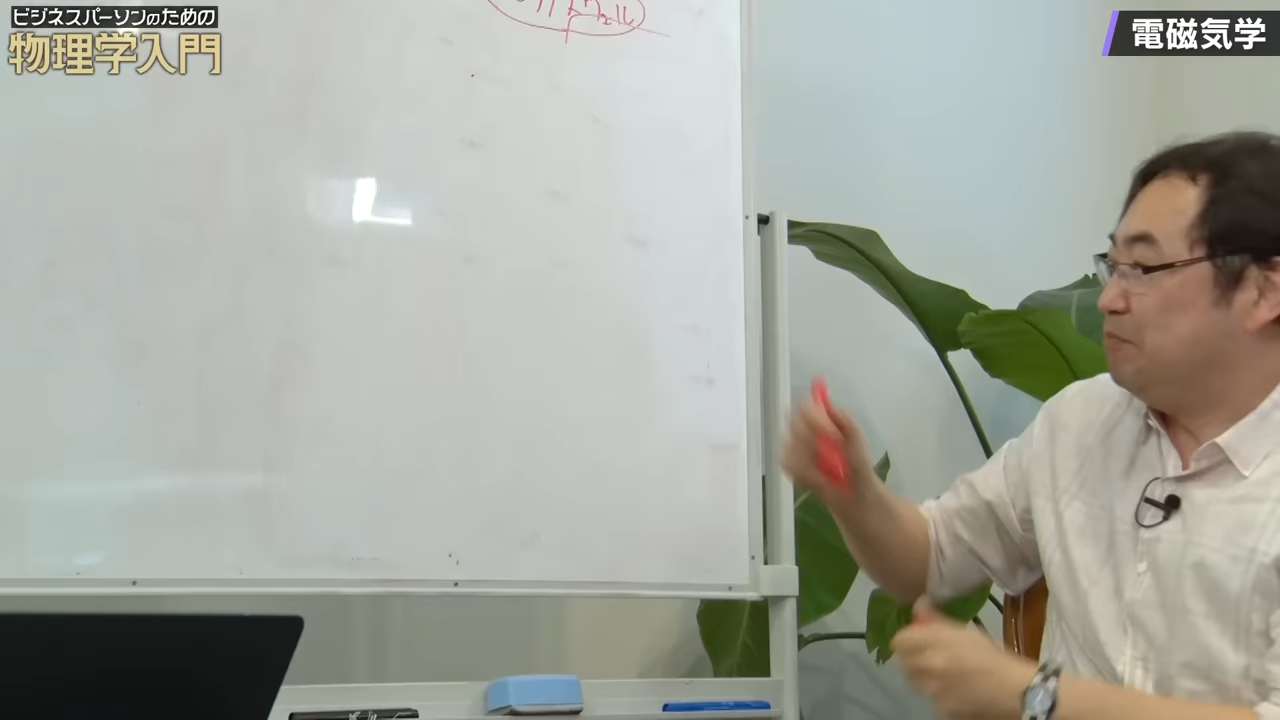 ビジネスパーソンのための
物理学入門
電磁気学